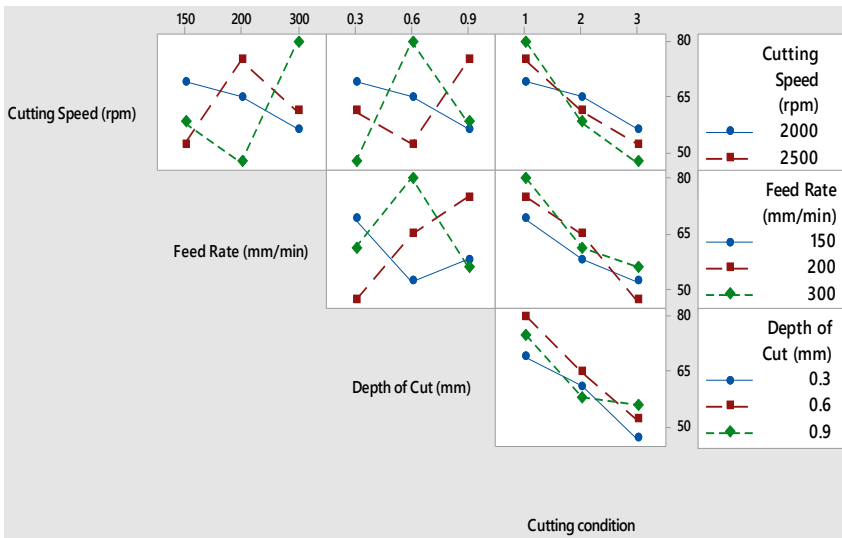 150 200 300 0.3 0.6 0.9 1 2 3
Cutting Speed (rpm)
80
65
50
Cutting
Speed
(rpm)
2000
2500
Feed Rate (mm/min)
80
65
50
Feed Rate
(mm/min)
150
200
300
Depth of Cut (mm)
80
65
50
Depth of
Cut (mm)
0.3
0.6
0.9
Cutting condition